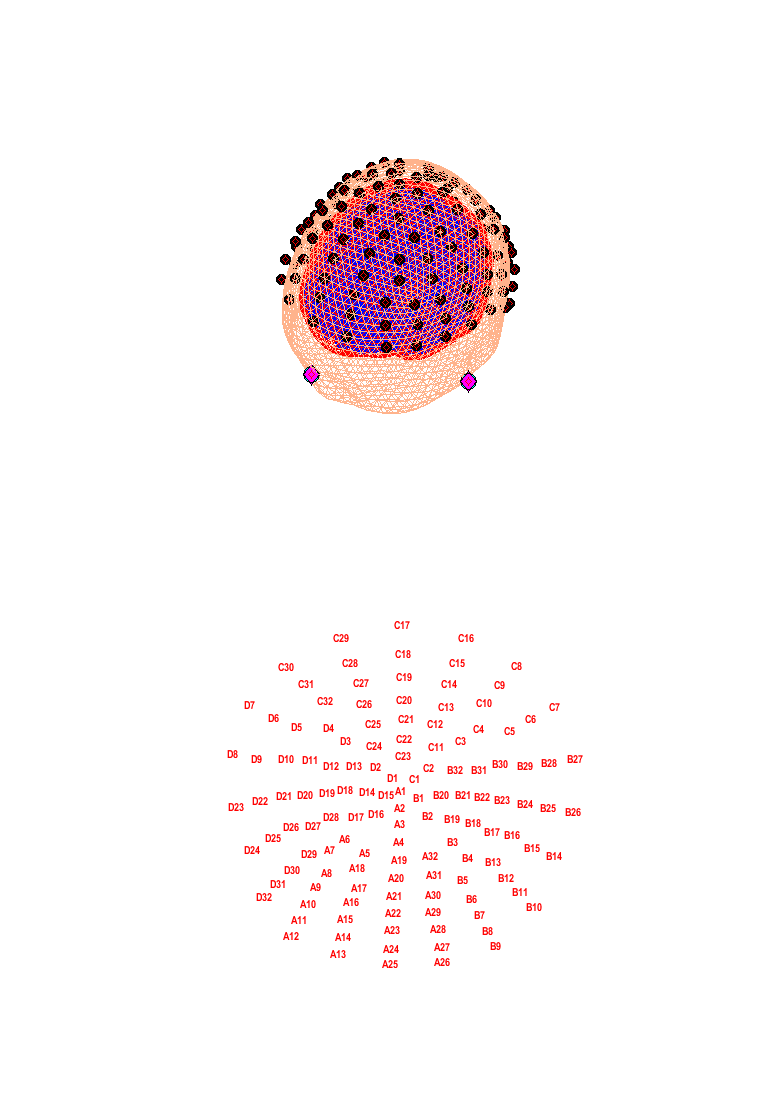 C17
C29 C16
C18
C28 C15
C30 C8
C19
C31 C27 C14 C9
C32 C26 C20 C13 C10
D7 C7
D6 C25 C21 C12 C6
D5 D4 C4 C5
D3 C24 C22 C11 C3
D8 D9 D10 D11 C23 B27
D12 D13 D2 C2 B32 B31 B30 B29 B28
D1 C1
D23 D22 D21 D20 D19 D18 D14 D15 A1 B1 B20 B21 B22 B23 B24 B25 B26
A2
D28 D17 D16 B2 B19 B18
D26 D27 A3 B17 B16
D25 A6 A4 B3
D24 D29 A7 A5 A19 A32 B4 B13 B15 B14
D30 A8 A18 A20 A31 B5 B12
D31 A9 A17 B11
D32 A10 A16 A21 A30 B6 B10
A11 A15 A22 A29 B7
A12 A14 A23 A28 B8
A13 A24 A27 B9
A25 A26